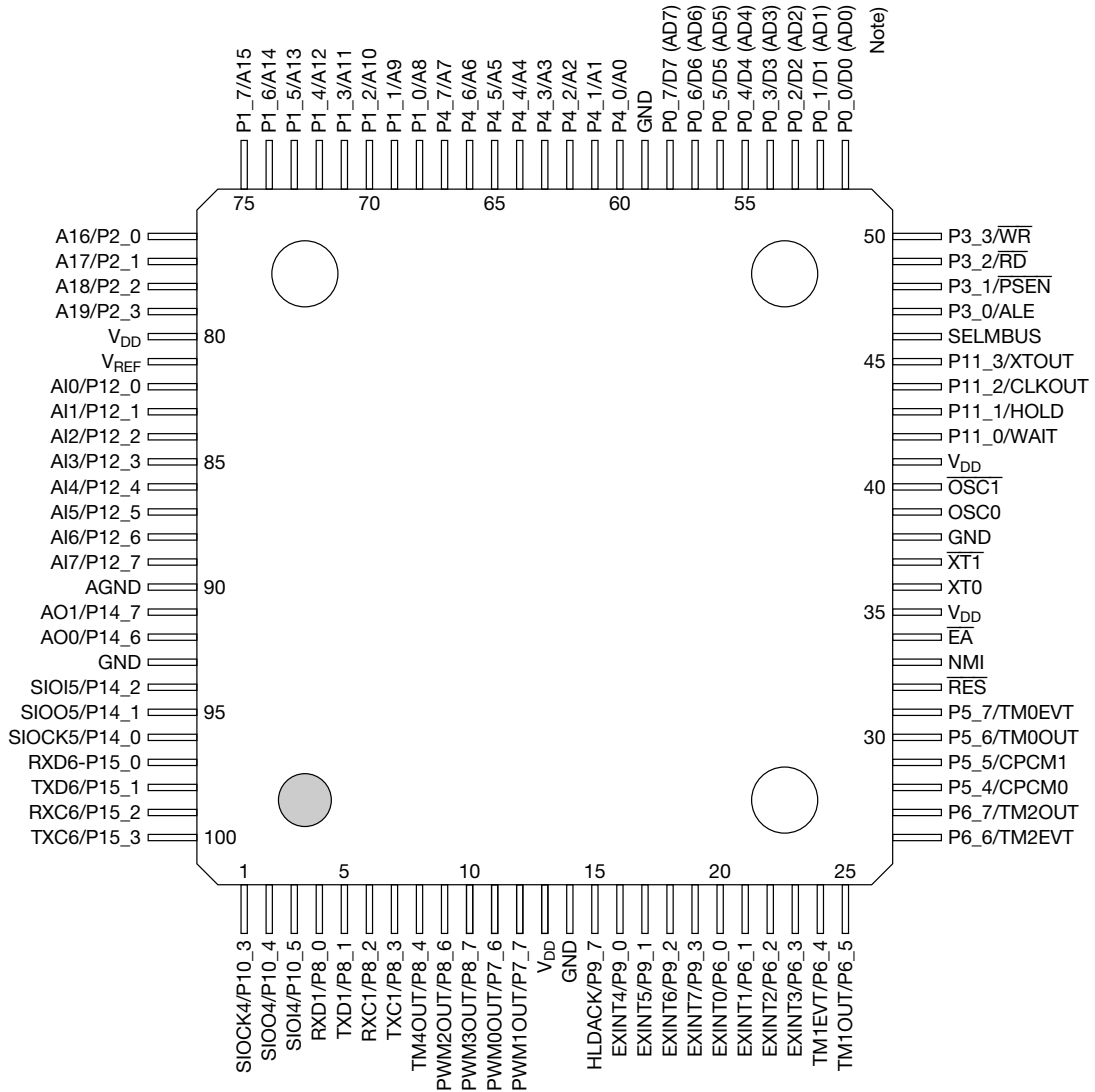 P1_7/A15
P1_6/A14
P1_5/A13
P1_4/A12
P1_3/A11
P1_2/A10
P1_1/A9
P1_0/A8
P4_7/A7
P4_6/A6
P4_5/A5
P4_4/A4
P4_3/A3
P4_2/A2
P4_1/A1
P4_0/A0
GND
P0_7/D7 (AD7)
P0_6/D6 (AD6)
P0_5/D5 (AD5)
P0_4/D4 (AD4)
P0_3/D3 (AD3)
P0_2/D2 (AD2)
P0_1/D1 (AD1)
P0_0/D0 (AD0)
Note)
75
70
65
60
55
A16/P2_0
A17/P2_1
A18/P2_2
A19/P2_3
VDD
80
VREF
AI0/P12_0
AI1/P12_1
AI2/P12_2
AI3/P12_3
85
AI4/P12_4
AI5/P12_5
AI6/P12_6
AI7/P12_7
AGND
90
AO1/P14_7
AO0/P14_6
GND
SIOI5/P14_2
SIOO5/P14_1
95
SIOCK5/P14_0
RXD6-P15_0
TXD6/P15_1
RXC6/P15_2
TXC6/P15_3
100
50
P3_3/W̅R̅
P3_2/R̅D̅
P3_1/P̅S̅E̅N̅
P3_0/ALE
SELMBUS
45
P11_3/XTOUT
P11_2/CLKOUT
P11_1/HOLD
P11_0/WAIT
VDD
40
O̅S̅C̅1̅
OSC0
GND
X̅T̅1̅
XT0
35
VDD
E̅A̅
NMI
R̅E̅S̅
P5_7/TM0EVT
30
P5_6/TM0OUT
P5_5/CPCM1
P5_4/CPCM0
P6_7/TM2OUT
P6_6/TM2EVT
1
5
10
15
20
25
SIOCK4/P10_3
SIOO4/P10_4
SIOI4/P10_5
RXD1/P8_0
TXD1/P8_1
RXC1/P8_2
TXC1/P8_3
TM4OUT/P8_4
PWM2OUT/P8_6
PWM3OUT/P8_7
PWM0OUT/P7_6
PWM1OUT/P7_7
VDD
GND
HLDACK/P9_7
EXINT4/P9_0
EXINT5/P9_1
EXINT6/P9_2
EXINT7/P9_3
EXINT0/P6_0
EXINT1/P6_1
EXINT2/P6_2
EXINT3/P6_3
TM1EVT/P6_4
TM1OUT/P6_5